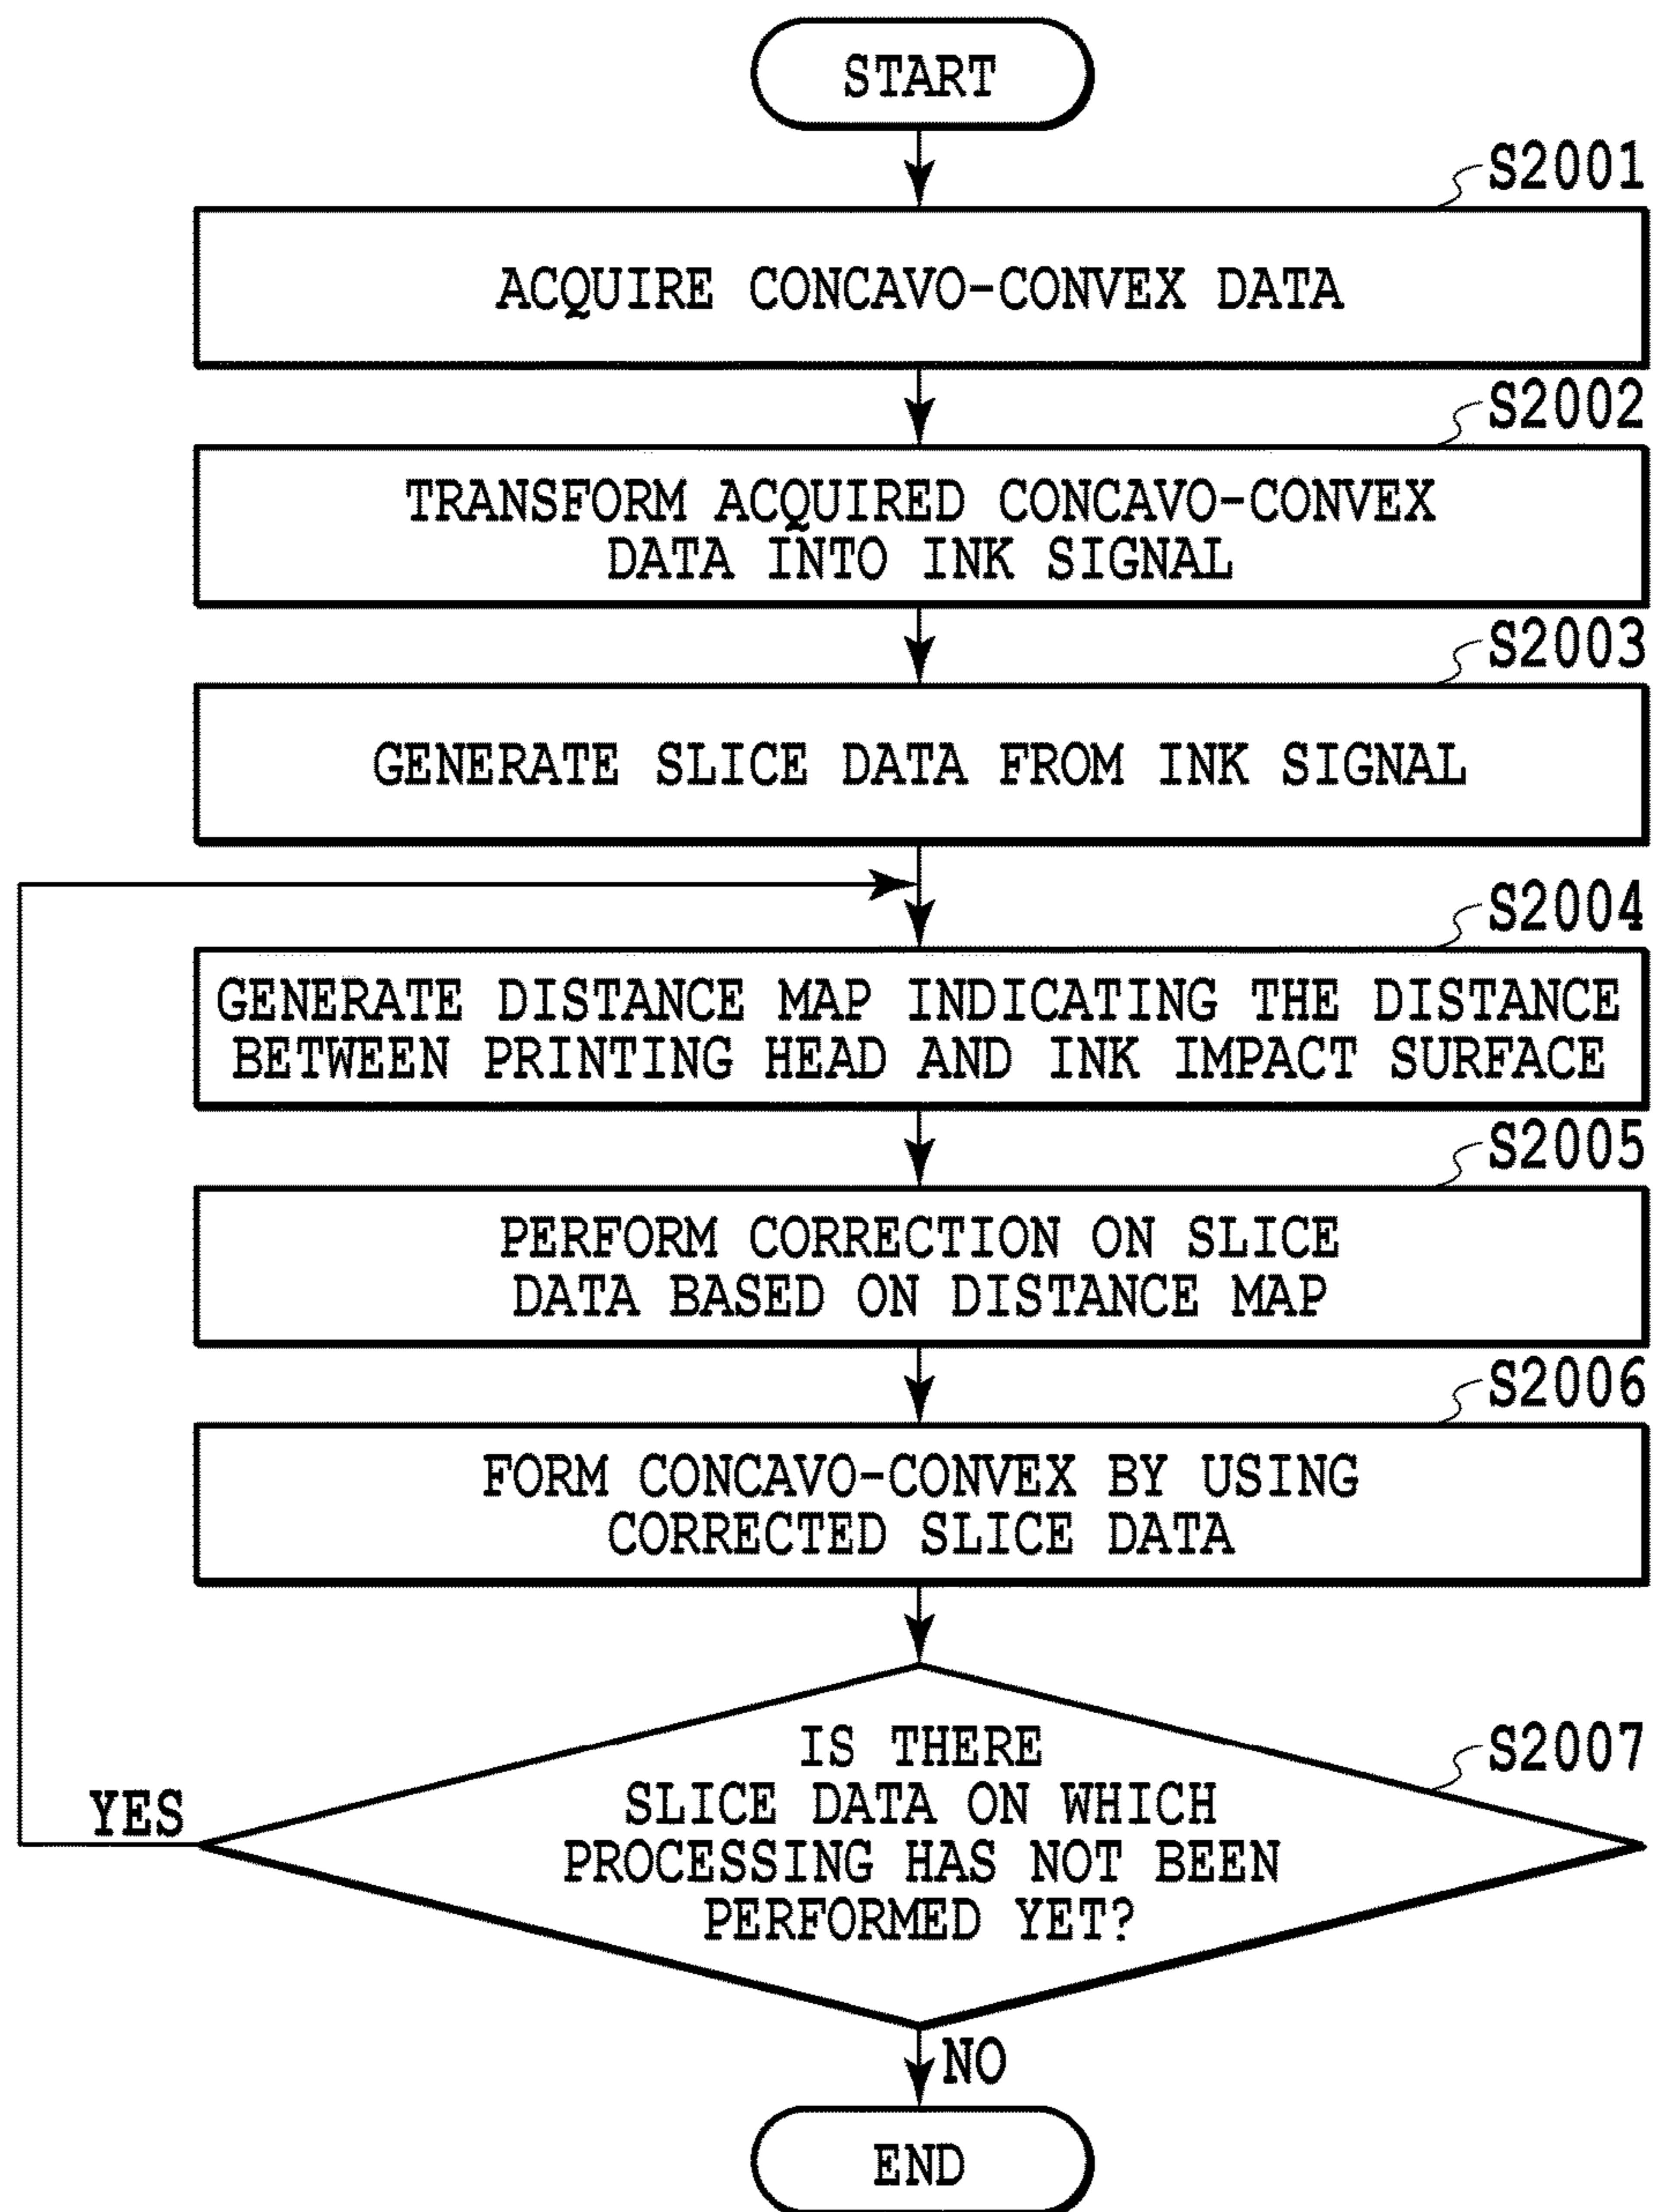 START
S2001
ACQUIRE CONCAVO-CONVEX DATA
S2002
TRANSFORM ACQUIRED CONCAVO-CONVEX
DATA INTO INK SIGNAL
S2003
GENERATE SLICE DATA FROM INK SIGNAL
S2004
GENERATE DISTANCE MAP INDICATING THE DISTANCE
BETWEEN PRINTING HEAD AND INK IMPACT SURFACE
S2005
PERFORM CORRECTION ON SLICE
DATA BASED ON DISTANCE MAP
S2006
FORM CONCAVO-CONVEX BY USING
CORRECTED SLICE DATA
S2007
IS THERE
SLICE DATA ON WHICH
PROCESSING HAS NOT BEEN
PERFORMED YET?
YES
NO
END